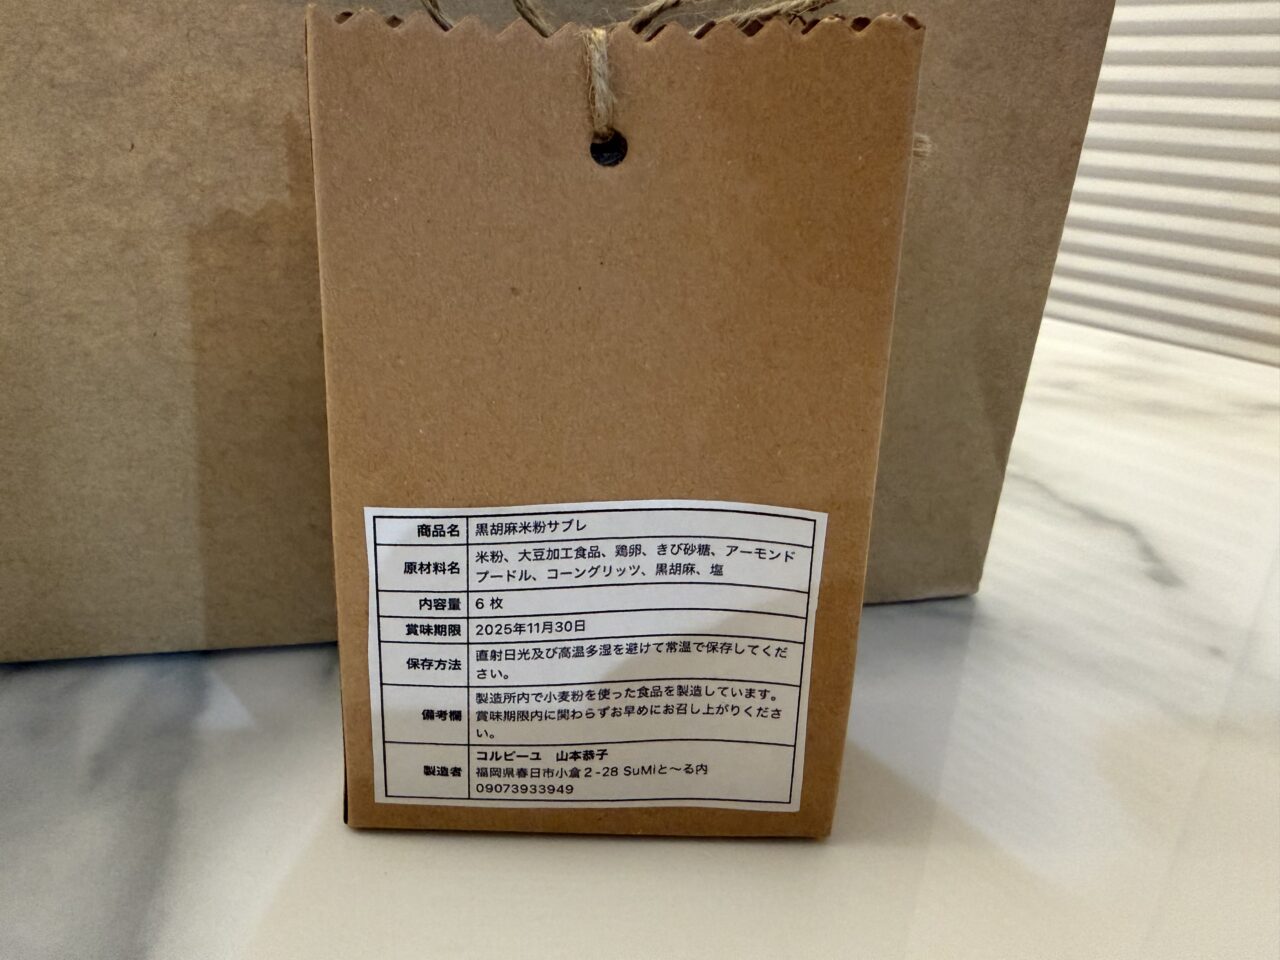 商品名 黒胡麻米粉サブレ
原材料名 米粉、大豆加工食品、鶏卵、きび砂糖、アーモンド
プードル、コーングリッツ、黒胡麻、塩
内容量 6 枚
賞味期限 2025年11月30日
保存方法 直射日光及び高温多湿を避けて常温で保存してくだ
さい。
備考欄 製造所内で小麦粉を使った食品を製造しています。
賞味期限内に関わらずお早めにお召し上がりくださ
い。
製造者 コルビーユ 山本恭子
福岡県春日市小倉2-28 SuMiと〜る内
09073933949